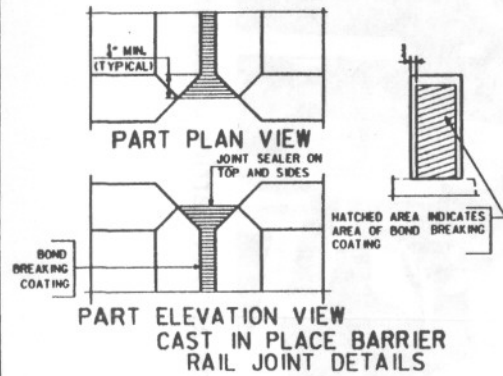 ¼" MIN.
(TYPICAL)
PART PLAN VIEW
JOINT SEALER ON
TOP AND SIDES
HATCHED AREA INDICATES
AREA OF BOND BREAKING
COATING
BOND
BREAKING
COATING
PART ELEVATION VIEW
CAST IN PLACE BARRIER
RAIL JOINT DETAILS